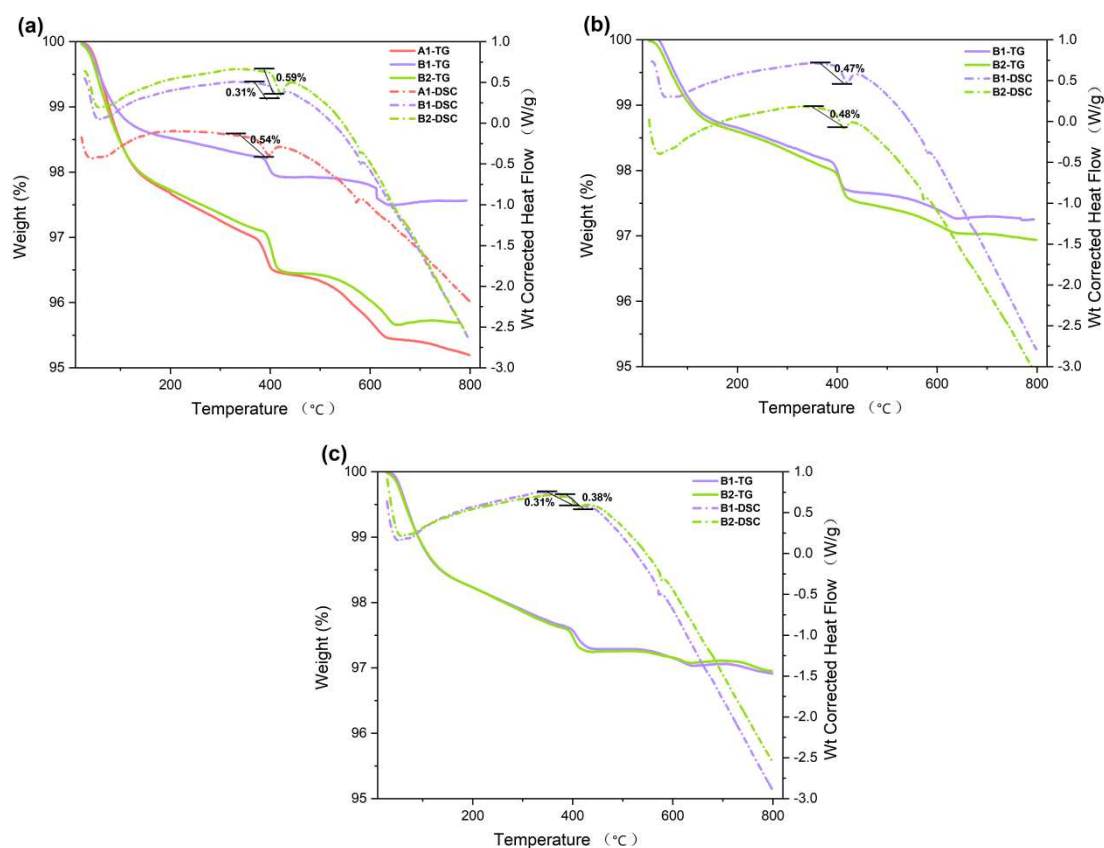 (a)
A1-TG
B1-TG
B2-TG
A1-DSC
B1-DSC
B2-DSC
0.59%
0.31%
0.54%
100
99
98
97
96
95
1.0
0.5
0.0
-0.5
-1.0
-1.5
-2.0
-2.5
-3.0
200
400
600
800
Weight (%)
Wt Corrected Heat Flow (W/g)
Temperature (°C)
(b)
B1-TG
B2-TG
B1-DSC
B2-DSC
0.47%
0.48%
100
99
98
97
96
95
1.0
0.5
0.0
-0.5
-1.0
-1.5
-2.0
-2.5
-3.0
200
400
600
800
Weight (%)
Wt Corrected Heat Flow (W/g)
Temperature (°C)
(c)
B1-TG
B2-TG
B1-DSC
B2-DSC
0.31%
0.38%
100
99
98
97
96
95
1.0
0.5
0.0
-0.5
-1.0
-1.5
-2.0
-2.5
-3.0
200
400
600
800
Weight (%)
Wt Corrected Heat Flow (W/g)
Temperature (°C)